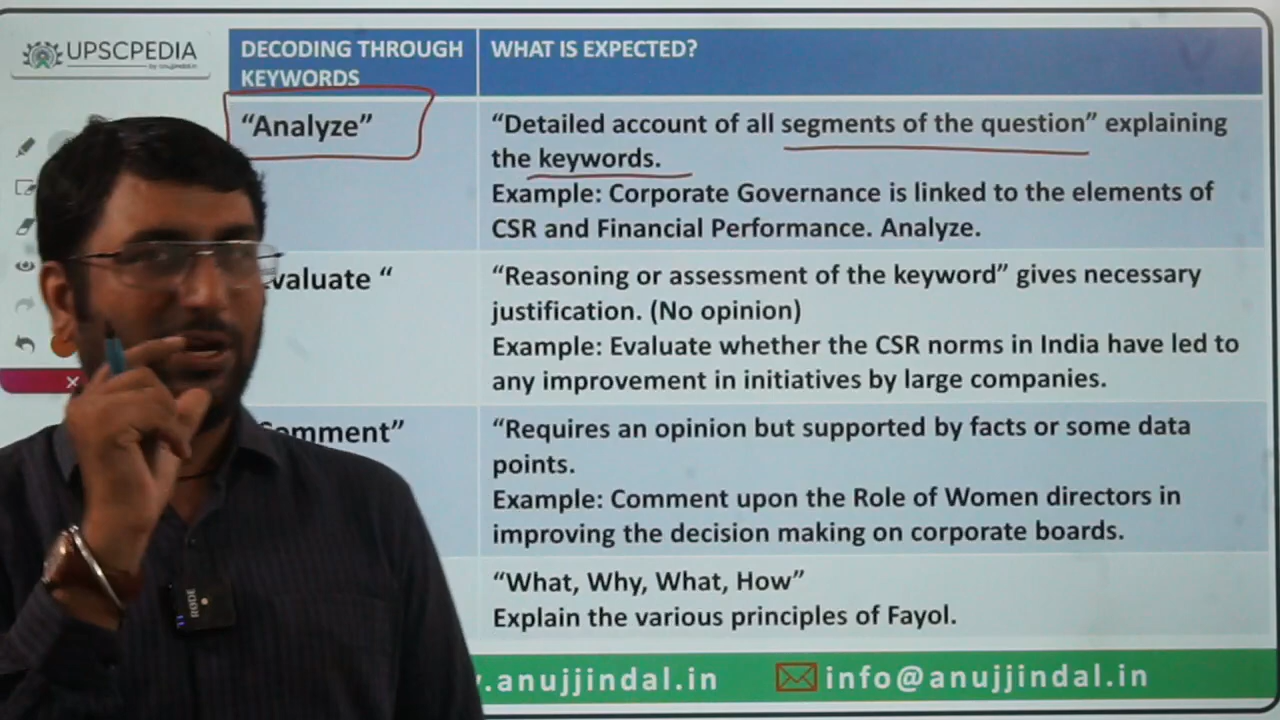 UPSCPEDIA
by anujjindal.in
DECODING THROUGH
KEYWORDS
WHAT IS EXPECTED?
“Analyze”
“Detailed account of all segments of the question” explaining
the keywords.
Example: Corporate Governance is linked to the elements of
CSR and Financial Performance. Analyze.
valuate “
“Reasoning or assessment of the keyword” gives necessary
justification. (No opinion)
Example: Evaluate whether the CSR norms in India have led to
any improvement in initiatives by large companies.
omment”
“Requires an opinion but supported by facts or some data
points.
Example: Comment upon the Role of Women directors in
improving the decision making on corporate boards.
“What, Why, What, How”
Explain the various principles of Fayol.
.anujjindal.in
info@anujjindal.in
RODE